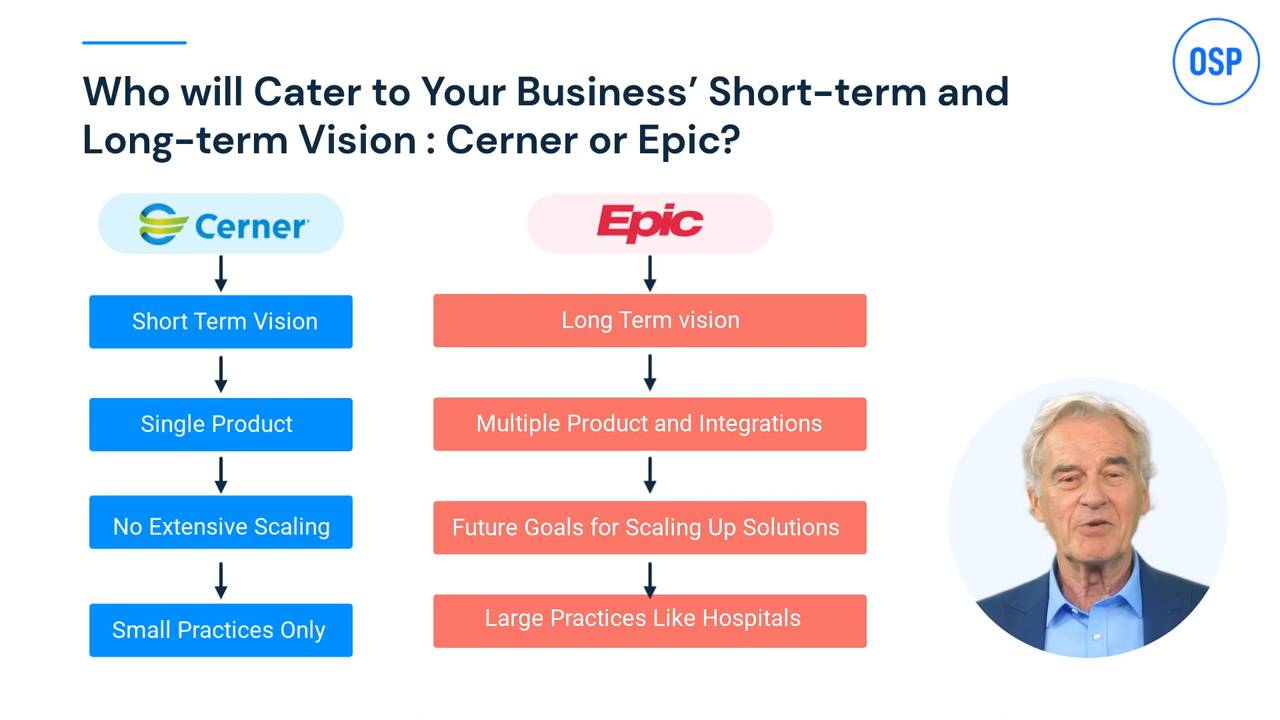 OSP
Who will Cater to Your Business’ Short-term and
Long-term Vision : Cerner or Epic?
Cerner
Epic
Short Term Vision
Long Term vision
Single Product
Multiple Product and Integrations
No Extensive Scaling
Future Goals for Scaling Up Solutions
Small Practices Only
Large Practices Like Hospitals